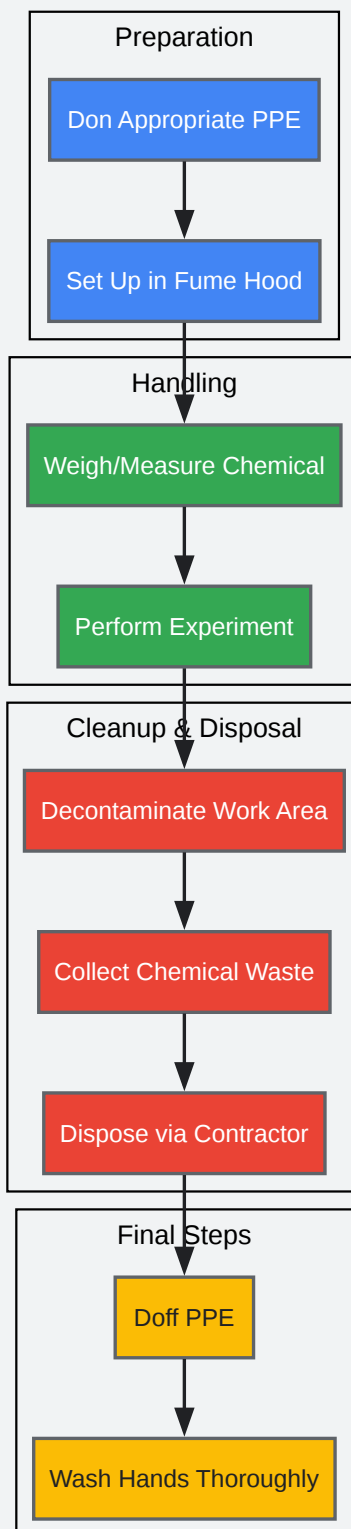 Preparation
Don Appropriate PPE
Set Up in Fume Hood
Handling
Weigh/Measure Chemical
Perform Experiment
Cleanup & Disposal
Decontaminate Work Area
Collect Chemical Waste
Dispose via Contractor
Final Steps
Doff PPE
Wash Hands Thoroughly